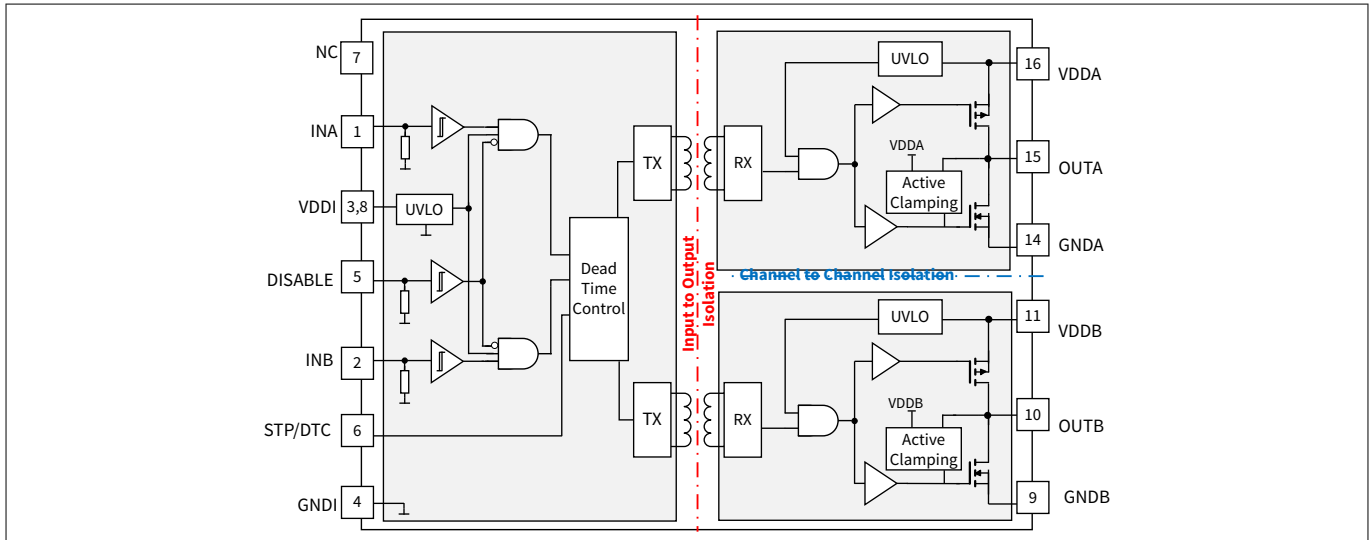 NC
7
INA
1
VDDI
3,8
UVLO
DISABLE
5
INB
2
STP/DTC
6
GNDI
4
Dead
Time
Control
TX
TX
Input to Output
Isolation
Channel to Channel Isolation
RX
UVLO
VDDA
Active
Clamping
16
VDDA
15
OUTA
14
GNDA
RX
UVLO
VDDB
Active
Clamping
11
VDDB
10
OUTB
9
GNDB